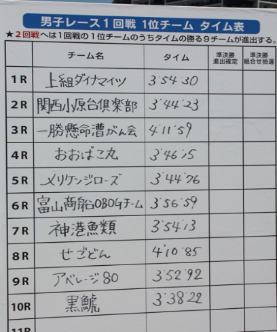 男子レース1回戦 1位チーム タイム表
★2回戦へは1回戦の1位チームのうちタイムの勝る9チームが進出する。
チーム名 タイム 準決勝進出確定 準決勝組合せ抽選
1R 上組ダイナマイツ 3'54 30
2R 関西小原台倶楽部 3'44 23
3R 一勝懸命漕がん会 4'11 59
4R おおばこ丸 3'46 15
5R メリケンジローズ 3'44 76
6R 富山商船OB09チーム 3'56 59
7R 神港魚類 3'54 13
8R せごどん 4'10 85
9R アベレージ80 3'52 92
10R 黒鯱 3'38 22
11R